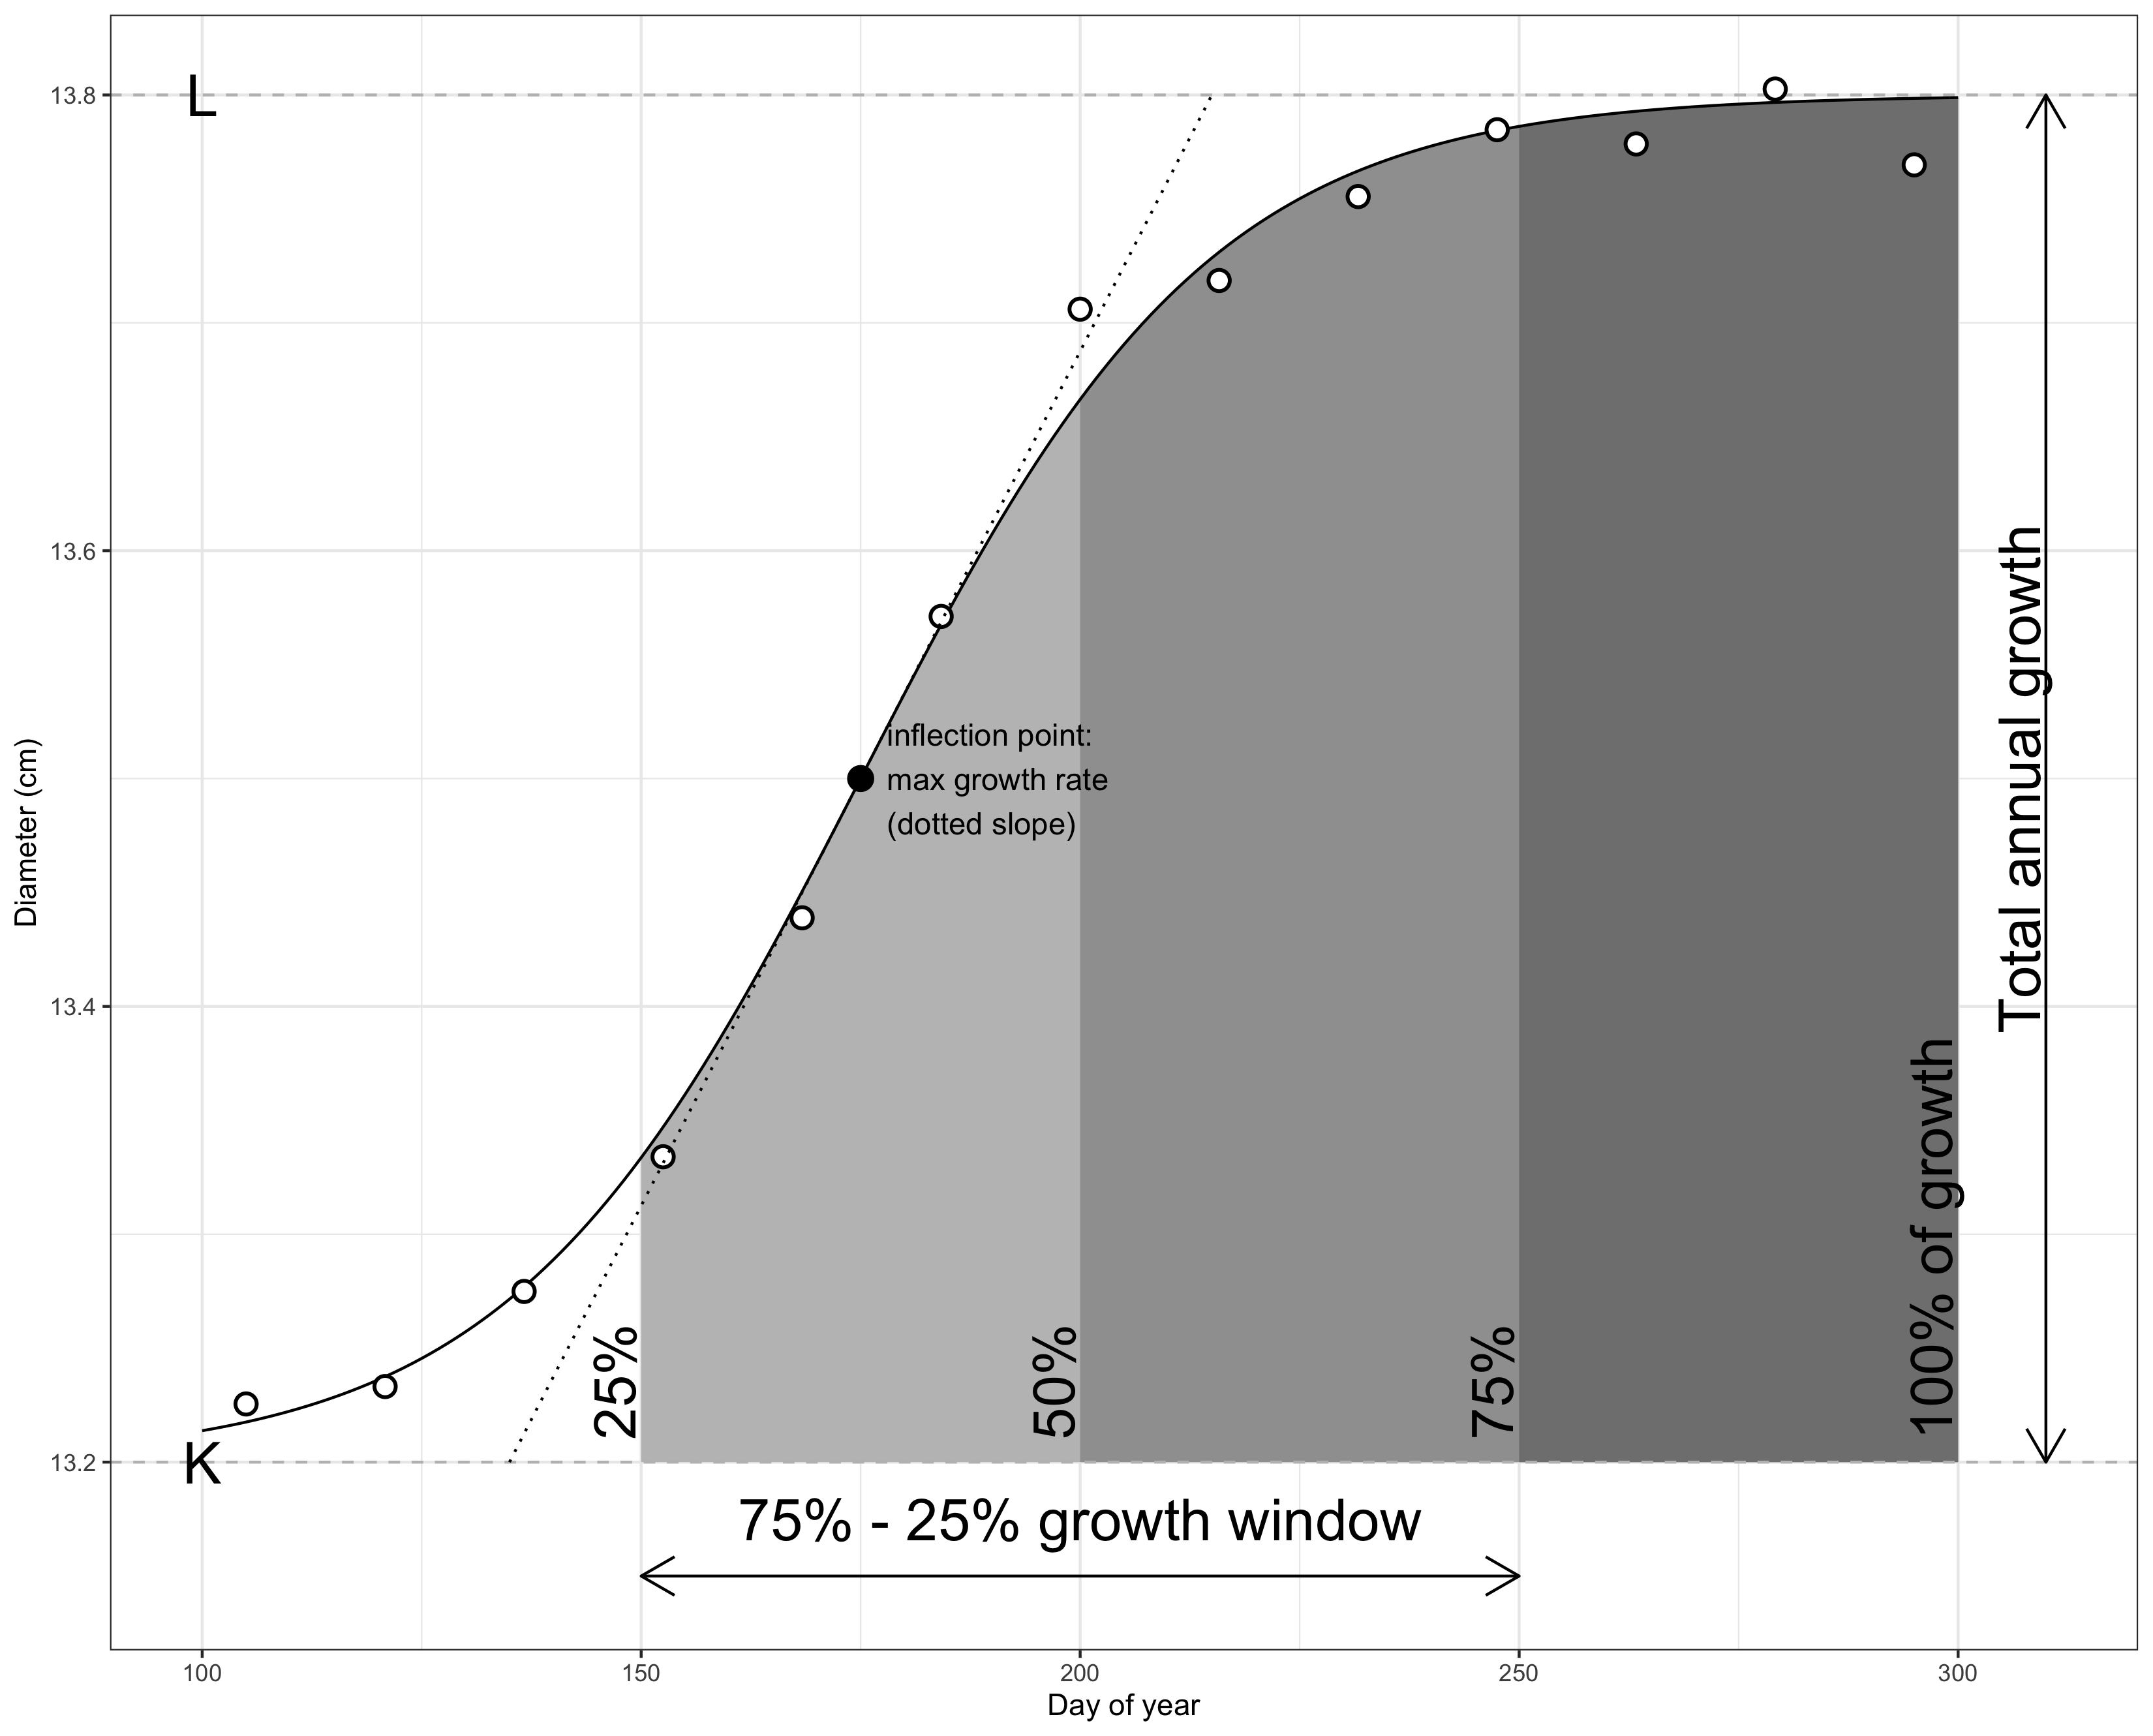 L
13.8
13.6
13.4
13.2
K
Diameter (cm)
inflection point:
max growth rate
(dotted slope)
Total annual growth
25%
50%
75%
100% of growth
75% - 25% growth window
100
150
200
250
300
Day of year